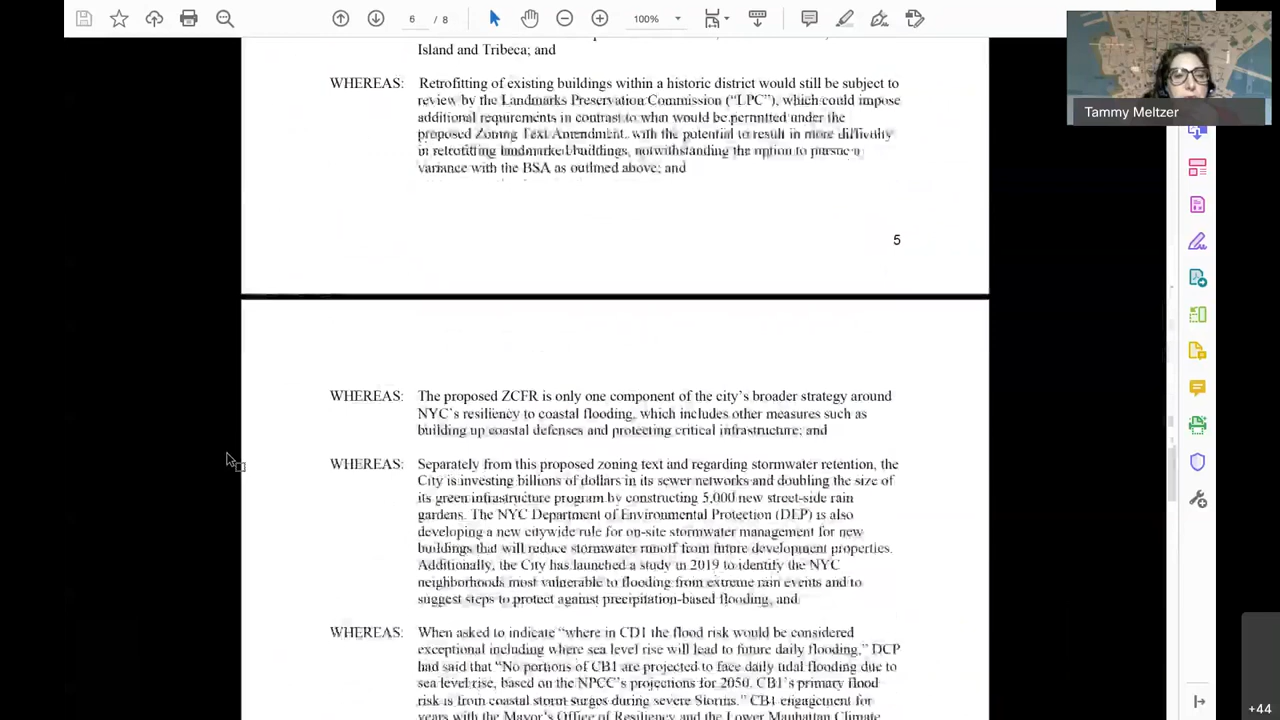 6 / 8
100%
Tammy Meltzer
Island and Tribeca; and
WHEREAS: Retrofitting of existing buildings within a historic district would still be subject to
review by the Landmarks Preservation Commission (“LPC”), which could impose
additional requirements in contrast to what would be permitted under the
proposed Zoning Text Amendment, with the potential to result in more difficulty
in retrofitting landmarked buildings, notwithstanding the option to pursue a
variance with the BSA as outlined above; and
5
WHEREAS: The proposed ZCFR is only one component of the city’s broader strategy around
NYC’s resiliency to coastal flooding, which includes other measures such as
building up coastal defenses and protecting critical infrastructure; and
WHEREAS: Separately from this proposed zoning text and regarding stormwater retention, the
City is investing billions of dollars in its sewer networks and doubling the size of
its green infrastructure program by constructing 5,000 new street-side rain
gardens. The NYC Department of Environmental Protection (DEP) is also
developing a new citywide rule for on-site stormwater management for new
buildings that will reduce stormwater runoff from future development properties.
Additionally, the City has launched a study in 2019 to identify the NYC
neighborhoods most vulnerable to flooding from extreme rain events and to
suggest steps to protect against precipitation-based flooding, and
WHEREAS: When asked to indicate “where in CD1 the flood risk would be considered
exceptional including where sea level rise will lead to future daily flooding,” DCP
had said that “No portions of CB1 are projected to face daily tidal flooding due to
sea level rise, based on the NPCC’s projections for 2050. CB1’s primary flood
risk is from coastal storm surges during severe Storms.” CB1 engagement for
years with the Mayor’s Office of Resiliency and the Lower Manhattan Climate
+44